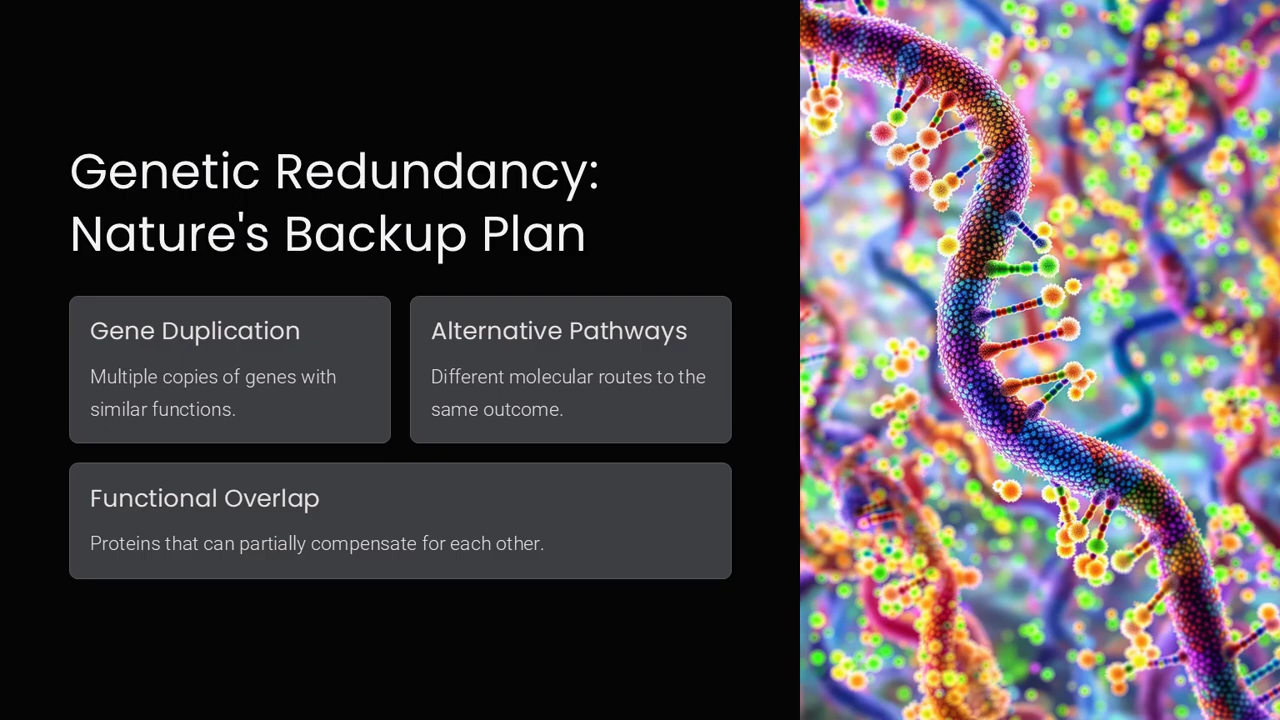 Genetic Redundancy:
Nature's Backup Plan
Gene Duplication
Multiple copies of genes with
similar functions.
Alternative Pathways
Different molecular routes to the
same outcome.
Functional Overlap
Proteins that can partially compensate for each other.